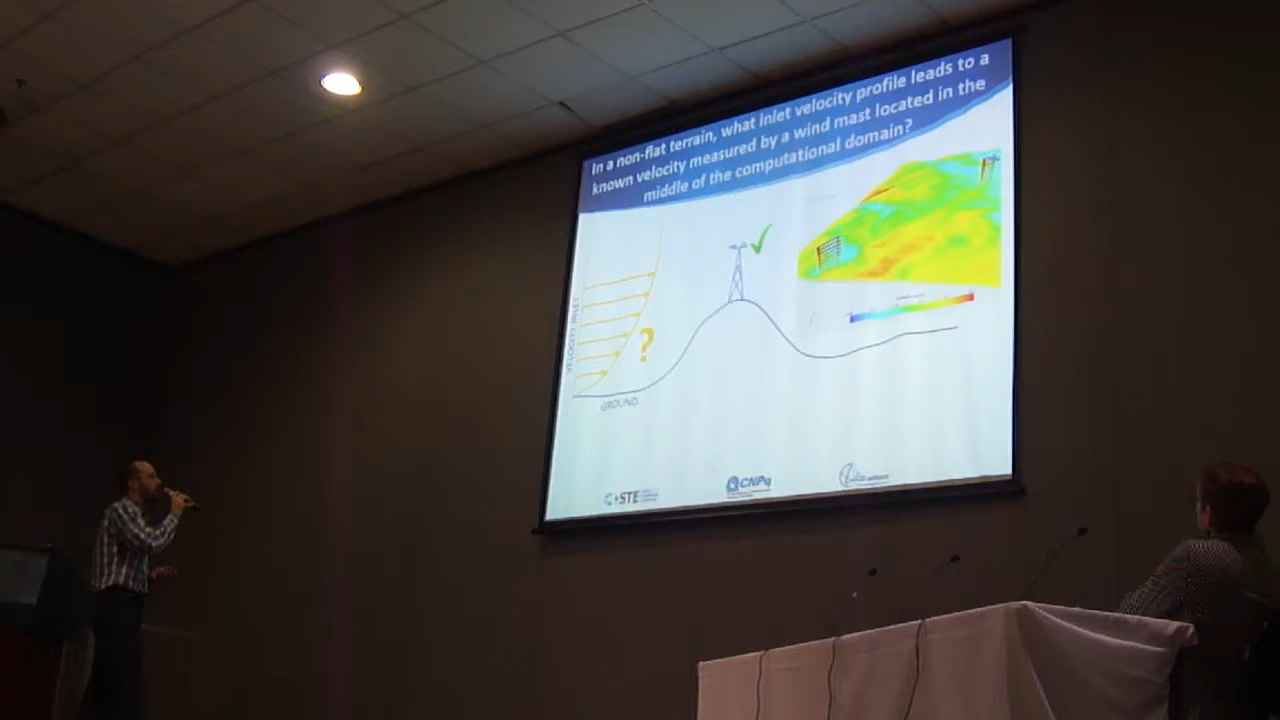 In a non-flat terrain, what inlet velocity profile leads to a
known velocity measured by a wind mast located in the
middle of the computational domain?
VELOCITY INLET
?
GROUND
STE
CNPq